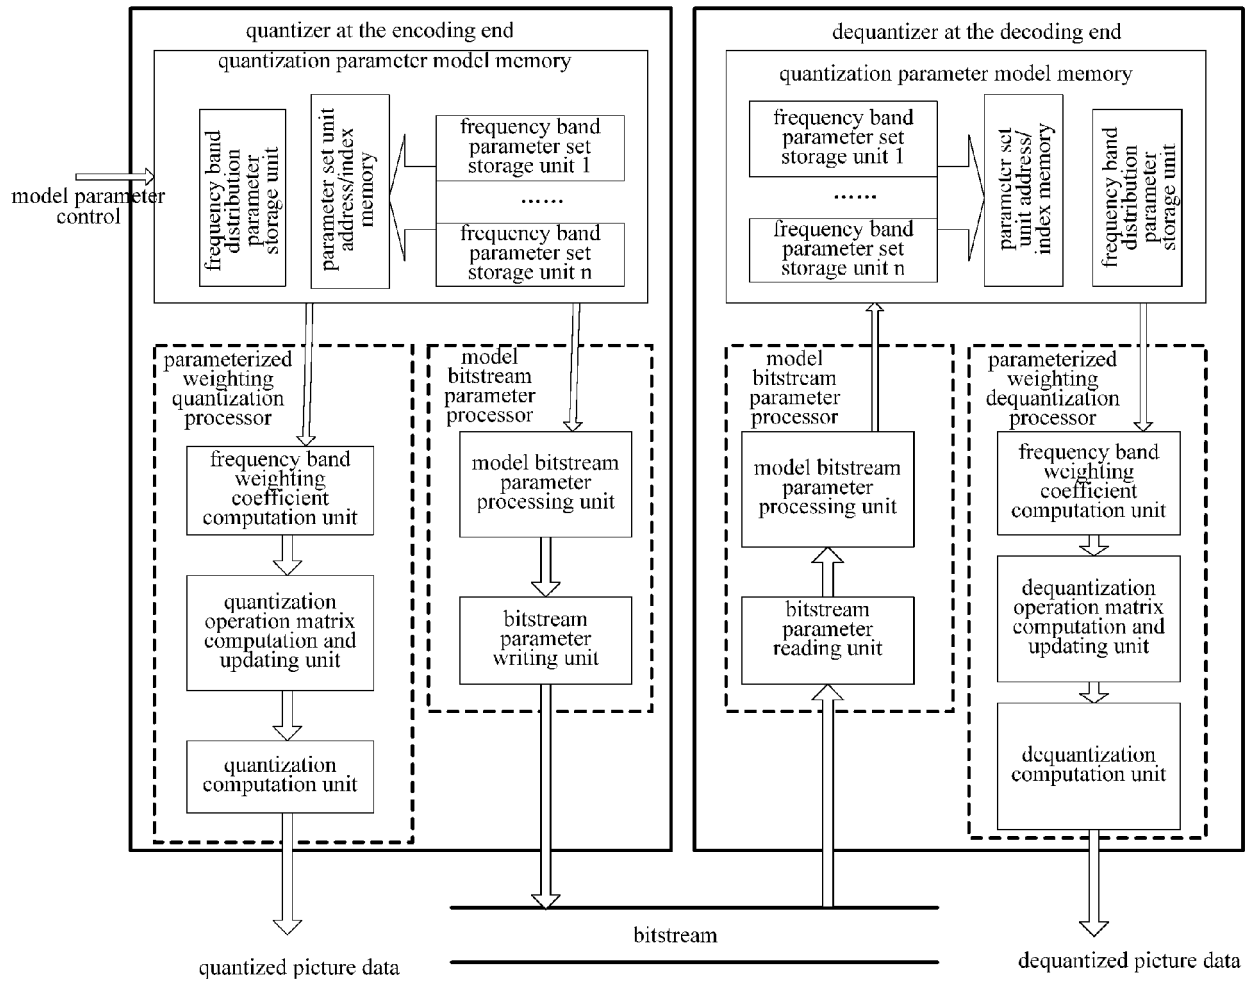 quantizer at the encoding end
quantization parameter model memory
frequency band
distribution
parameter
storage unit
parameter set unit
address/index
memory
frequency band
parameter set
storage unit 1
......
frequency band
parameter set
storage unit n
model parameter
control
parameterized
weighting
quantization
processor
frequency band
weighting
coefficient
computation unit
quantization
operation matrix
computation and
updating unit
quantization
computation unit
quantized picture data
model
bitstream
parameter
processor
model bitstream
parameter
processing unit
bitstream
parameter
writing unit
dequantizer at the decoding end
quantization parameter model memory
frequency band
parameter set
storage unit 1
......
frequency band
parameter set
storage unit n
parameter set
unit address/
index memory
frequency band
distribution
parameter
storage unit
model
bitstream
parameter
processor
model bitstream
parameter
processing unit
bitstream
parameter
reading unit
parameterized
weighting
dequantization
processor
frequency band
weighting
coefficient
computation unit
dequantization
operation matrix
computation and
updating unit
dequantization
computation unit
bitstream
dequantized picture data